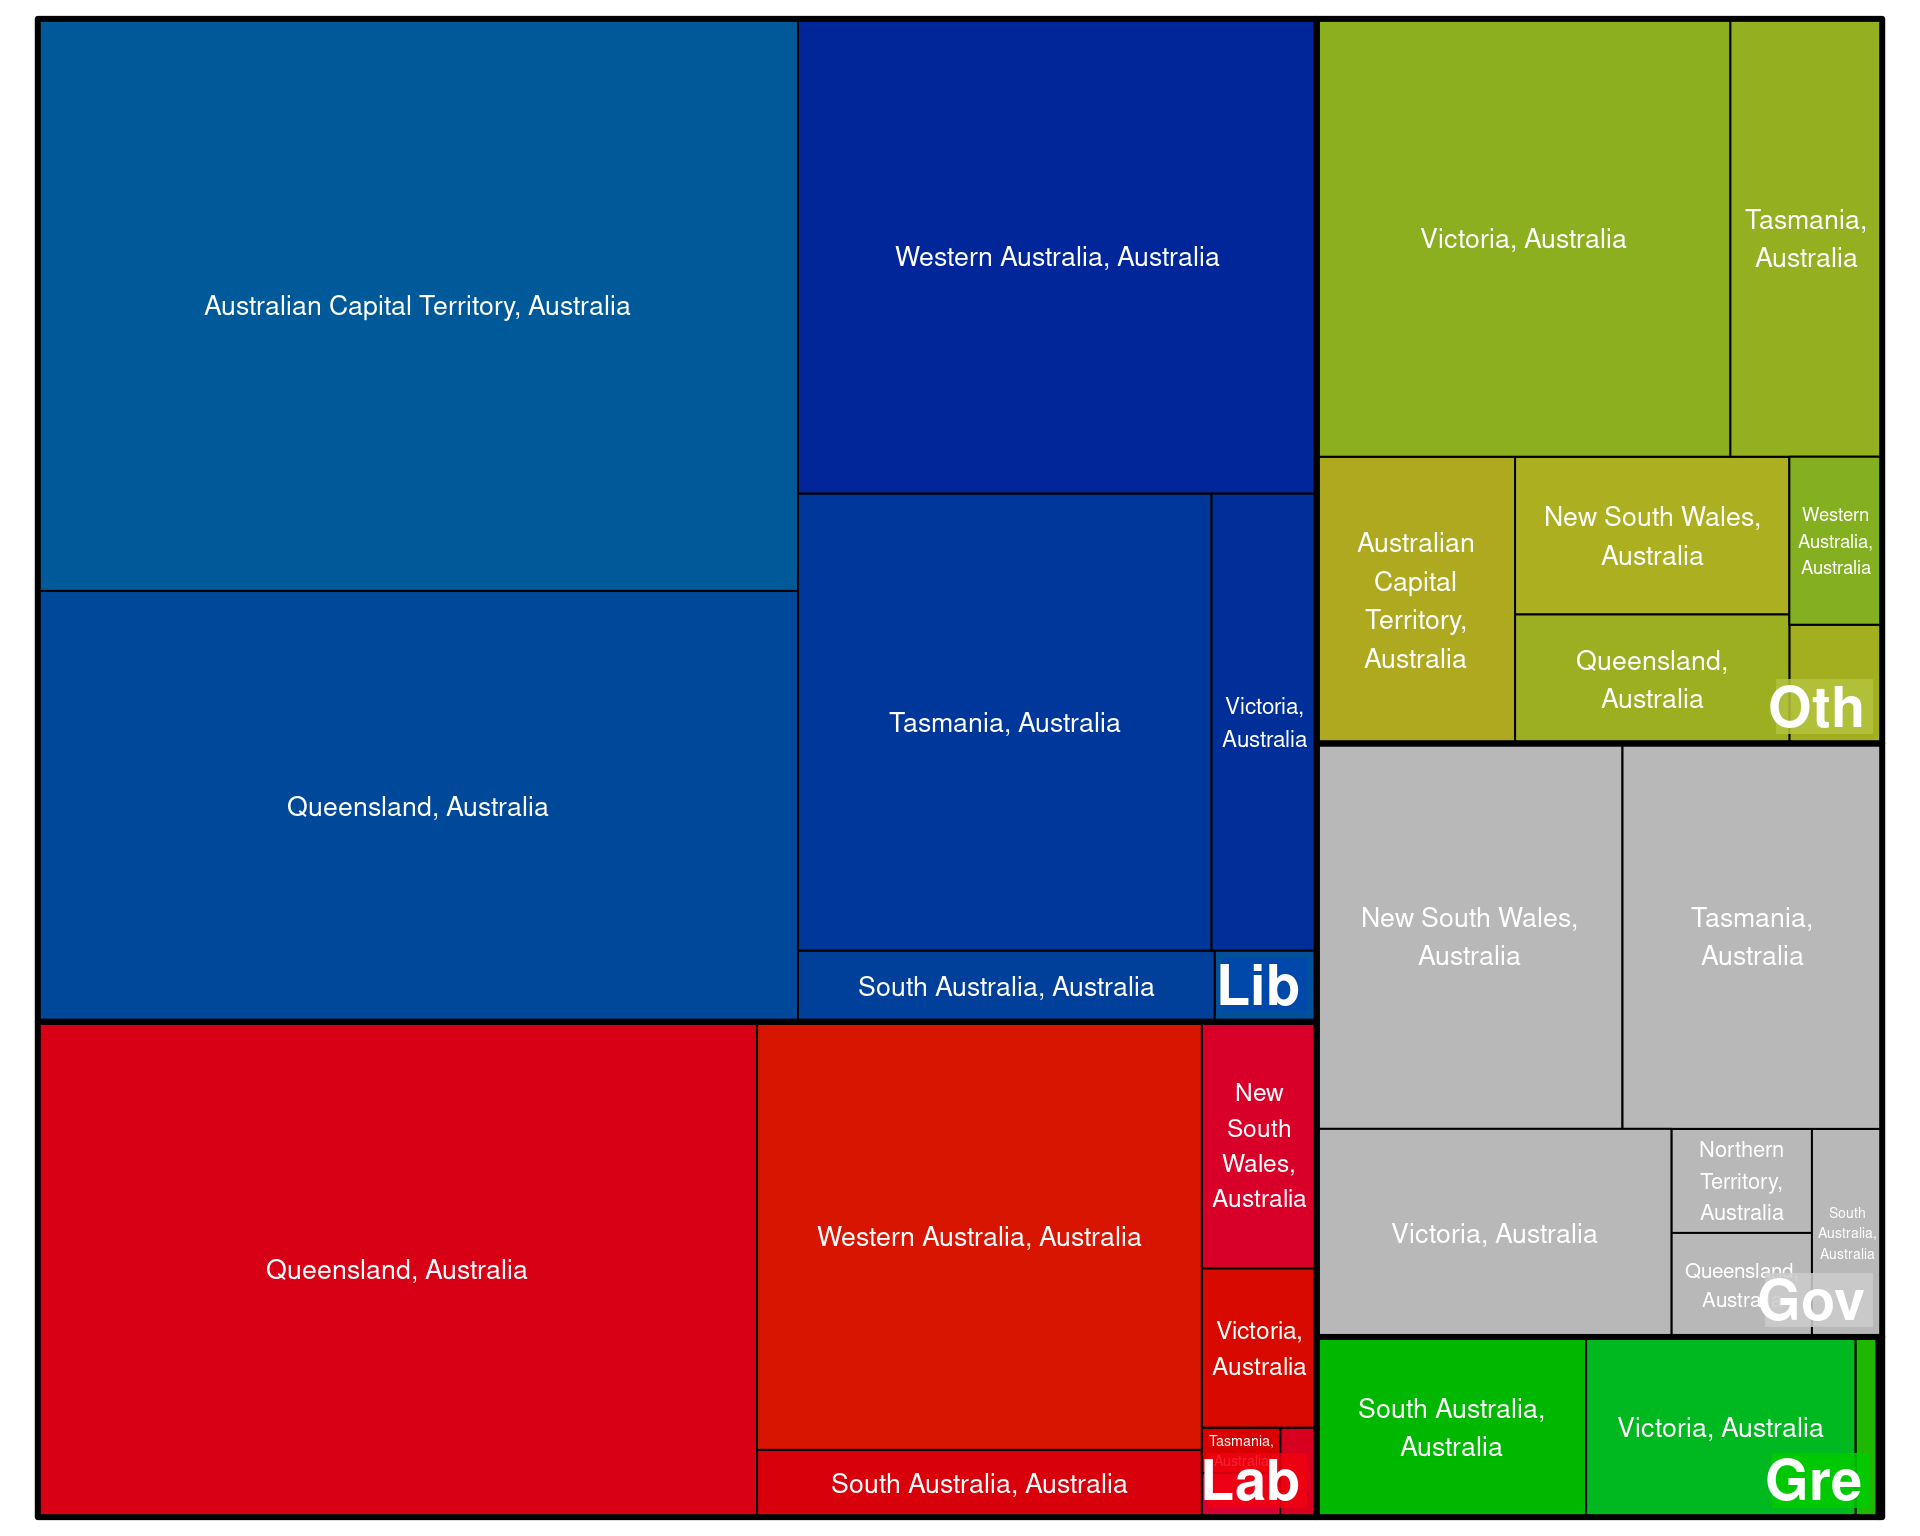 Australian Capital Territory, Australia
Queensland, Australia
Western Australia, Australia
Tasmania, Australia
Victoria,
Australia
South Australia, Australia
Lib
Queensland, Australia
Western Australia, Australia
South Australia, Australia
New
South
Wales,
Australia
Victoria,
Australia
Tasmania,
Australia
Lab
Victoria, Australia
Tasmania,
Australia
Australian
Capital
Territory,
Australia
New South Wales,
Australia
Queensland,
Australia
Western
Australia,
Australia
Oth
New South Wales,
Australia
Tasmania,
Australia
Victoria, Australia
Northern
Territory,
Australia
Queensland,
Australia
South
Australia,
Australia
Gov
South Australia,
Australia
Victoria, Australia
Gre